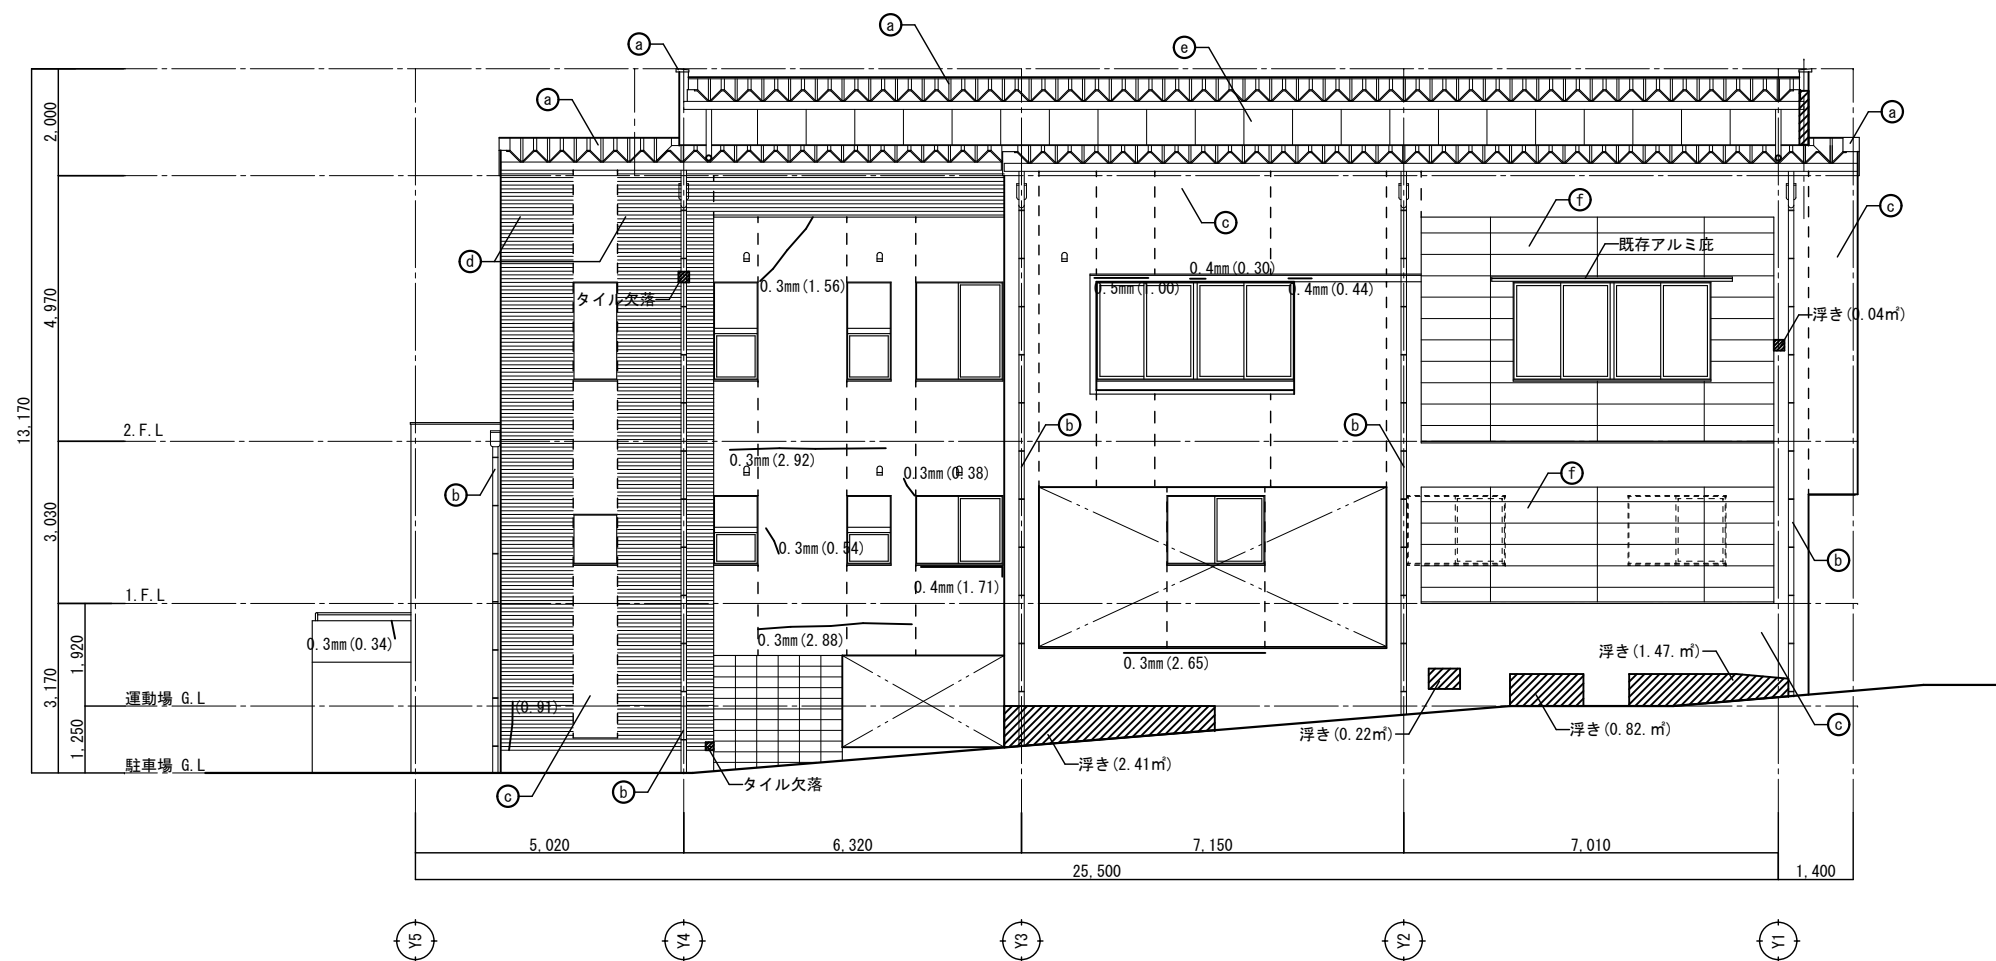 a
a
e
a
a
2,000
f
c
c
既存アルミ庇
d
0.4mm(0.30)
0.3mm(1.56)
0.5mm(1.00)
0.4mm(0.44)
タイル欠落
4,970
浮き(0.04㎡)
13,170
2.F.L
b
b
0.3mm(2.92)
0.3mm(0.38)
f
b
3,030
0.3mm(0.54)
b
0.4mm(1.71)
1.F.L
0.3mm(0.34)
1,920
0.3mm(2.88)
0.3mm(2.65)
浮き(1.47.㎡)
3,170
運動場 G.L
(0.91)
1,250
浮き(0.22㎡)
浮き(0.82.㎡)
c
駐車場 G.L
浮き(2.41㎡)
タイル欠落
c
b
5,020
6,320
7,150
7,010
25,500
1,400
Y5
Y4
Y3
Y2
Y1